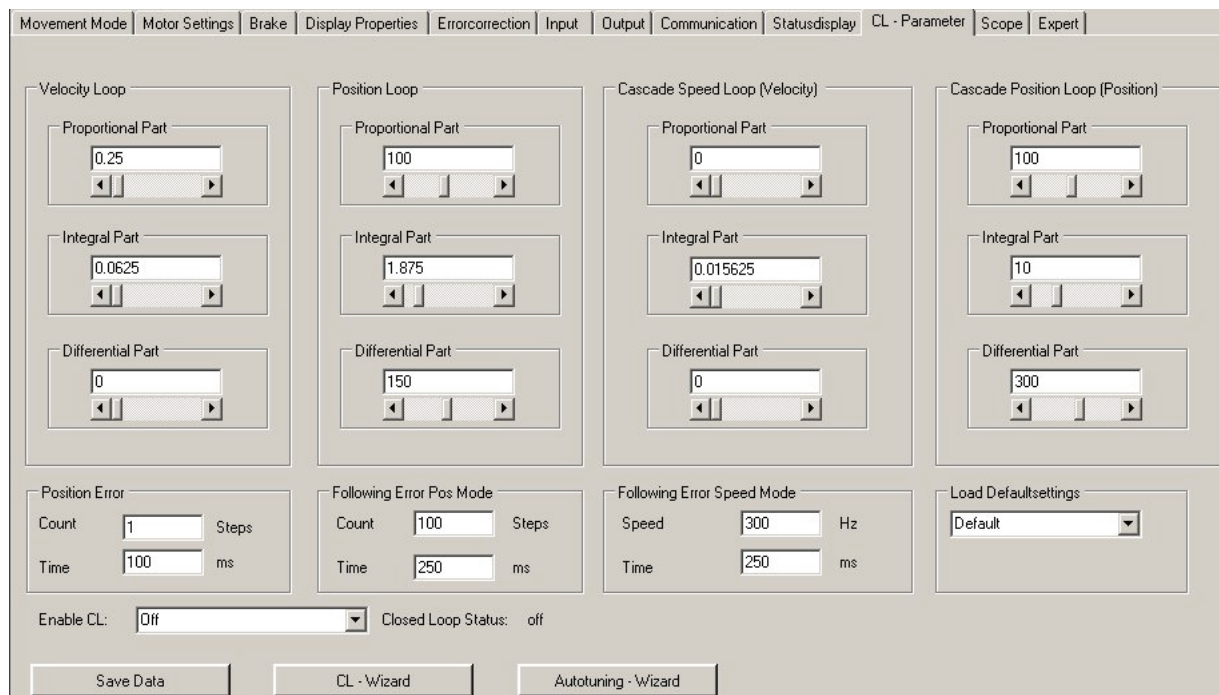 Movement Mode Motor Settings Brake Display Properties Errorcorrection Input Output Communication Statusdisplay CL - Parameter Scope Expert
Velocity Loop
Proportional Part
0.25
Integral Part
0.0625
Differential Part
0
Position Loop
Proportional Part
100
Integral Part
1.875
Differential Part
150
Cascade Speed Loop (Velocity)
Proportional Part
0
Integral Part
0.015625
Differential Part
0
Cascade Position Loop (Position)
Proportional Part
100
Integral Part
10
Differential Part
300
Position Error
Count 1 Steps
Time 100 ms
Following Error Pos Mode
Count 100 Steps
Time 250 ms
Following Error Speed Mode
Speed 300 Hz
Time 250 ms
Load Defaultsettings
Default
Enable CL: Off Closed Loop Status: off
Save Data CL - Wizard Autotuning - Wizard